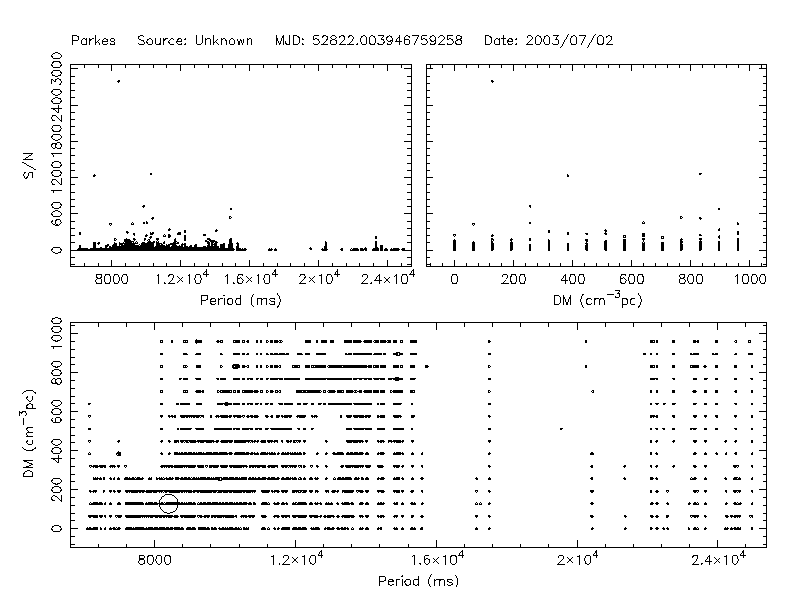 Parkes Source: Unknown MJD: 52822.003946759258 Date: 2003/07/02
S/N
0 600 1200 1800 2400 3000
8000 1.2×10⁴ 1.6×10⁴ 2×10⁴ 2.4×10⁴
Period (ms)
0 200 400 600 800 1000
DM (cm⁻³pc)
DM (cm⁻³pc)
0 200 400 600 800 1000
8000 1.2×10⁴ 1.6×10⁴ 2×10⁴ 2.4×10⁴
Period (ms)